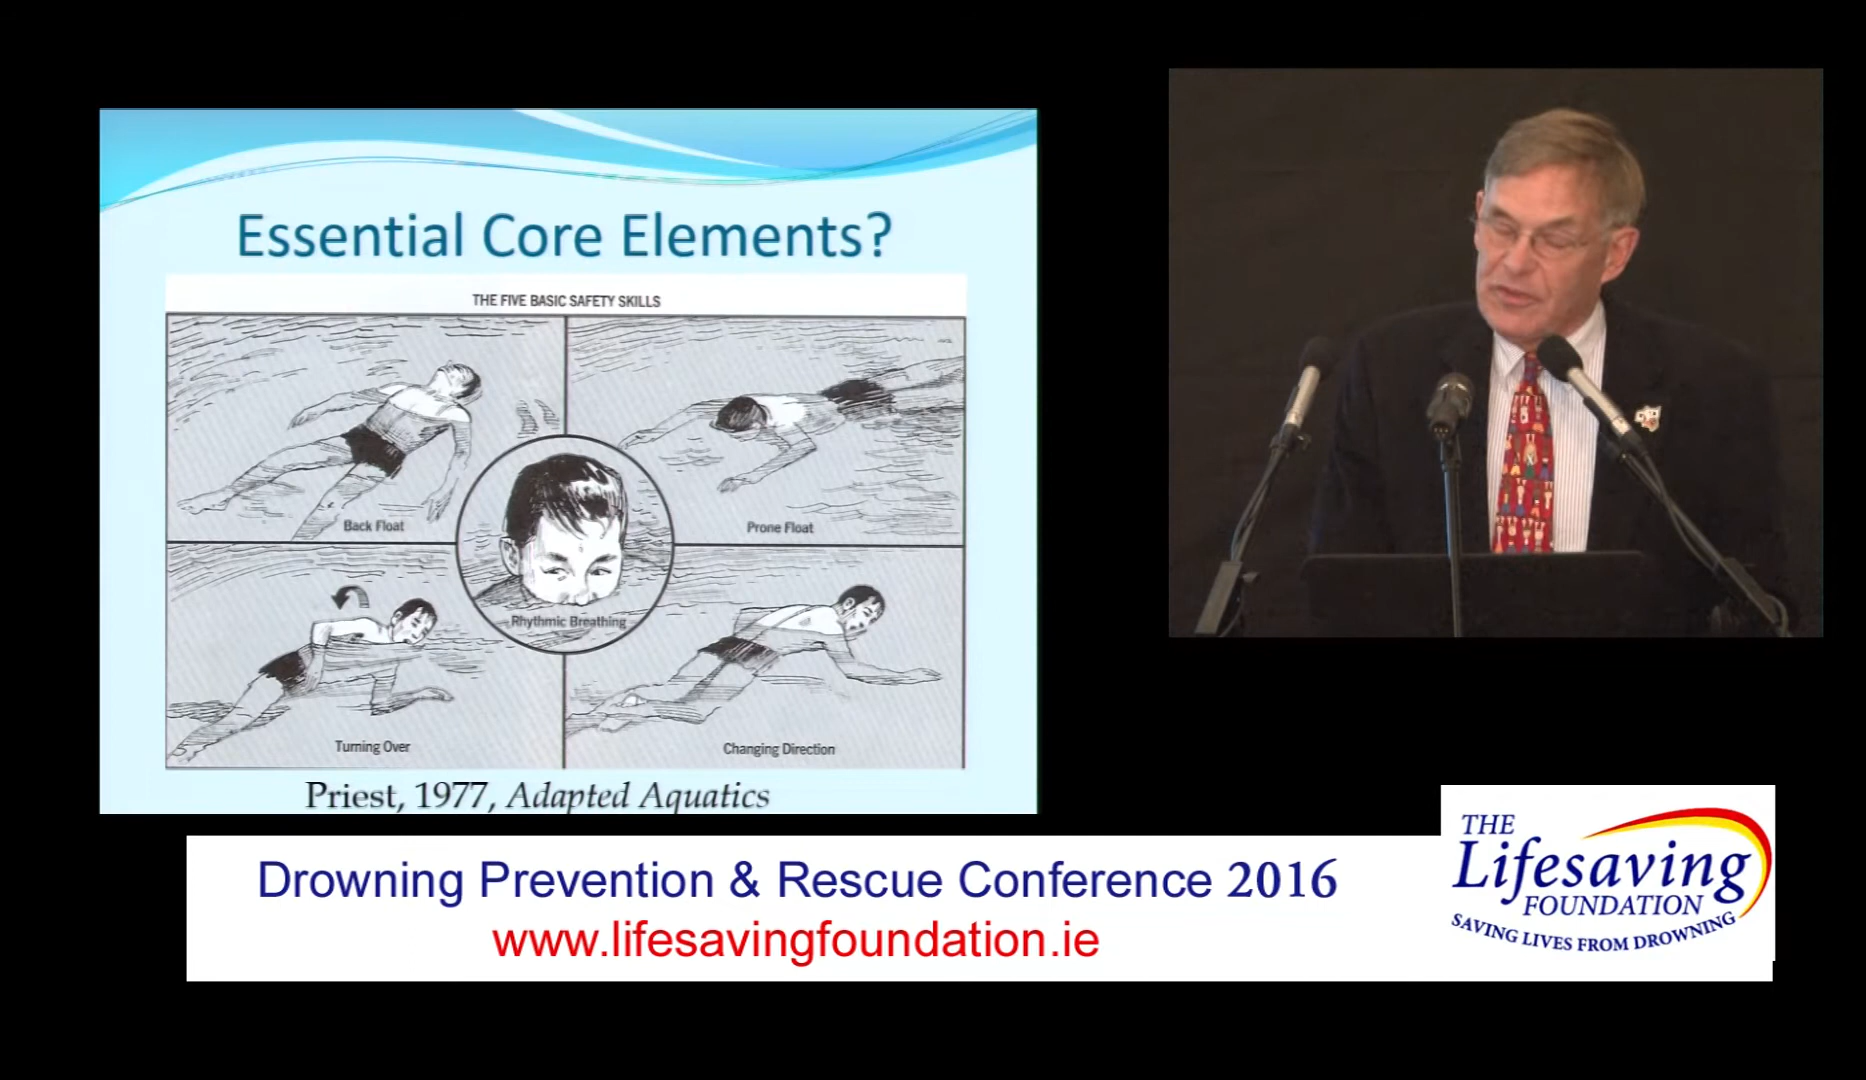 Essential Core Elements?
THE FIVE BASIC SAFETY SKILLS
Back Float
Prone Float
Rhythmic Breathing
Turning Over
Changing Direction
Priest, 1977, Adapted Aquatics
Drowning Prevention & Rescue Conference 2016
www.lifesavingfoundation.ie
THE
Lifesaving
FOUNDATION
SAVING LIVES FROM DROWNING